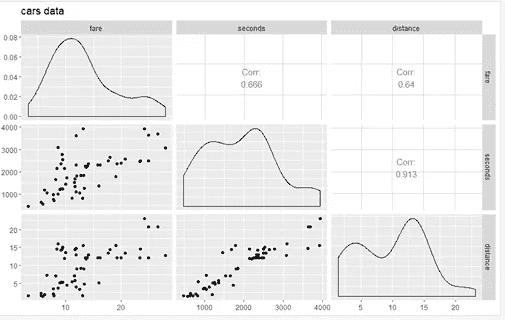 cars data
fare seconds distance
0.08
0.06
0.04
0.02
0.00
Corr:
0.666
Corr:
0.64
fare
4000
3000
2000
1000
Corr:
0.913
seconds
20
15
10
5
distance
10 20 1000 2000 3000 4000 5 10 15 20